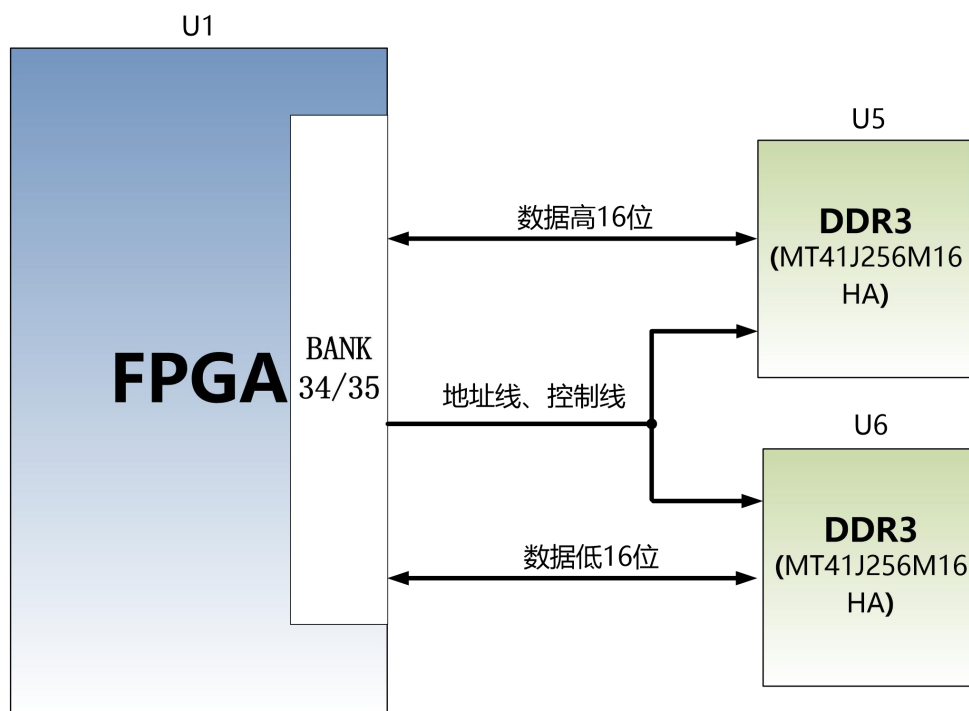 U1
FPGA
BANK
34/35
数据高16位
地址线、控制线
数据低16位
U5
DDR3
(MT41J256M16
HA)
U6
DDR3
(MT41J256M16
HA)